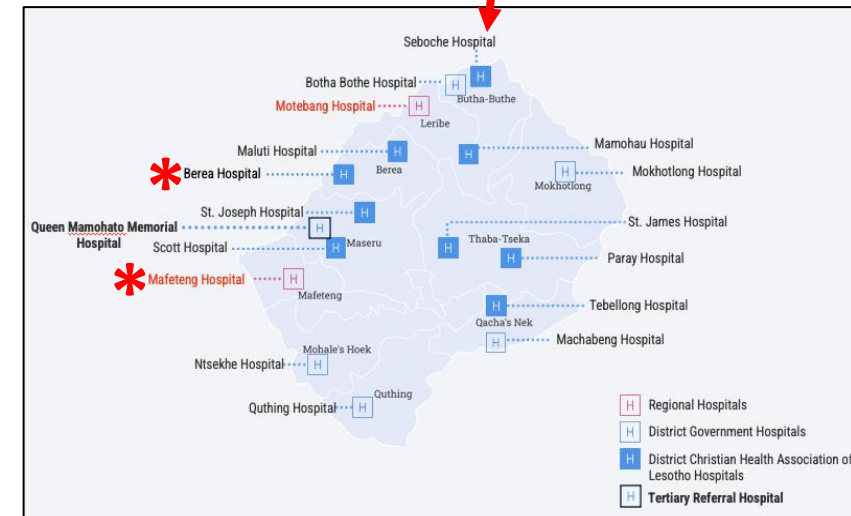 Seboche Hospital
H
Botha Bothe Hospital
H
Butha-Buthe
Motebang Hospital
H
Leribe
Maluti Hospital
H
Berea
Mamohau Hospital
H
* Berea Hospital
H
Mokhotlong Hospital
H
Mokhotlong
St. Joseph Hospital
H
Queen Mamohato Memorial
Hospital
H
Scott Hospital
H
Maseru
St. James Hospital
H
Thaba-Tseka
Paray Hospital
H
* Mafeteng Hospital
H
Mafeteng
Tebellong Hospital
H
Qacha's Nek
Machabeng Hospital
H
Mohale's Hoek
Ntsekhe Hospital
H
Quthing
Quthing Hospital
H
H Regional Hospitals
H District Government Hospitals
H District Christian Health Association of
Lesotho Hospitals
H Tertiary Referral Hospital